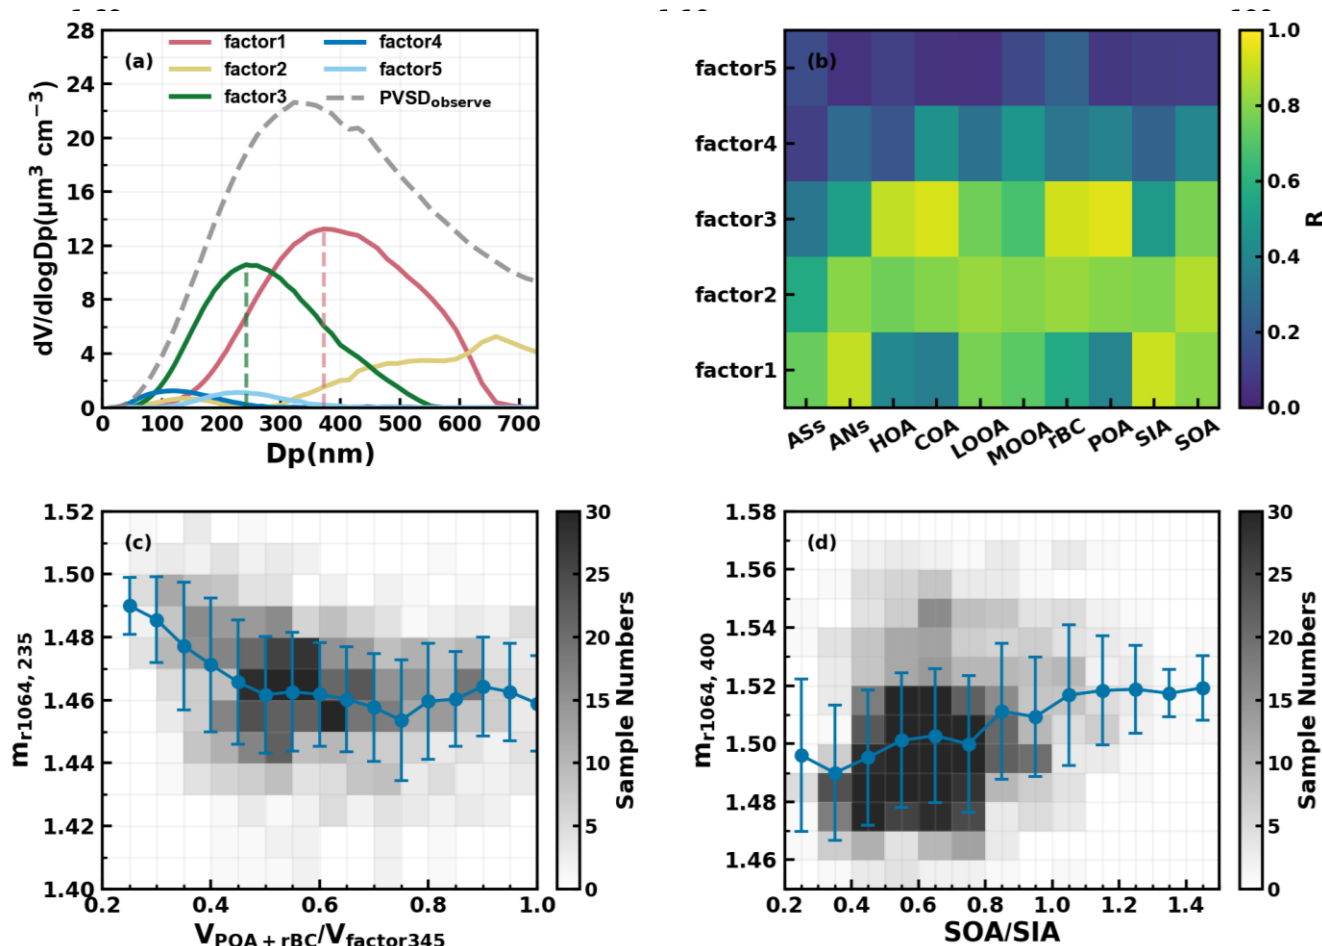 28
24
20
16
12
8
4
0
dV/dlogDp(μm³ cm⁻³)
(a)
factor1
factor2
factor3
factor4
factor5
PVSD_observe
0 100 200 300 400 500 600 700
Dp(nm)
(b)
factor5
factor4
factor3
factor2
factor1
ASs ANs HOA COA LOOA MOOA rBC POA SIA SOA
1.0
0.8
0.6
0.4
0.2
0.0
R
1.52
1.50
1.48
1.46
1.44
1.42
1.40
m_r1064, 235
(c)
0.2 0.4 0.6 0.8 1.0
V_POA + rBC/V_factor345
30
25
20
15
10
5
0
Sample Numbers
1.58
1.56
1.54
1.52
1.50
1.48
1.46
m_r1064, 400
(d)
0.2 0.4 0.6 0.8 1.0 1.2 1.4
SOA/SIA
30
25
20
15
10
5
0
Sample Numbers